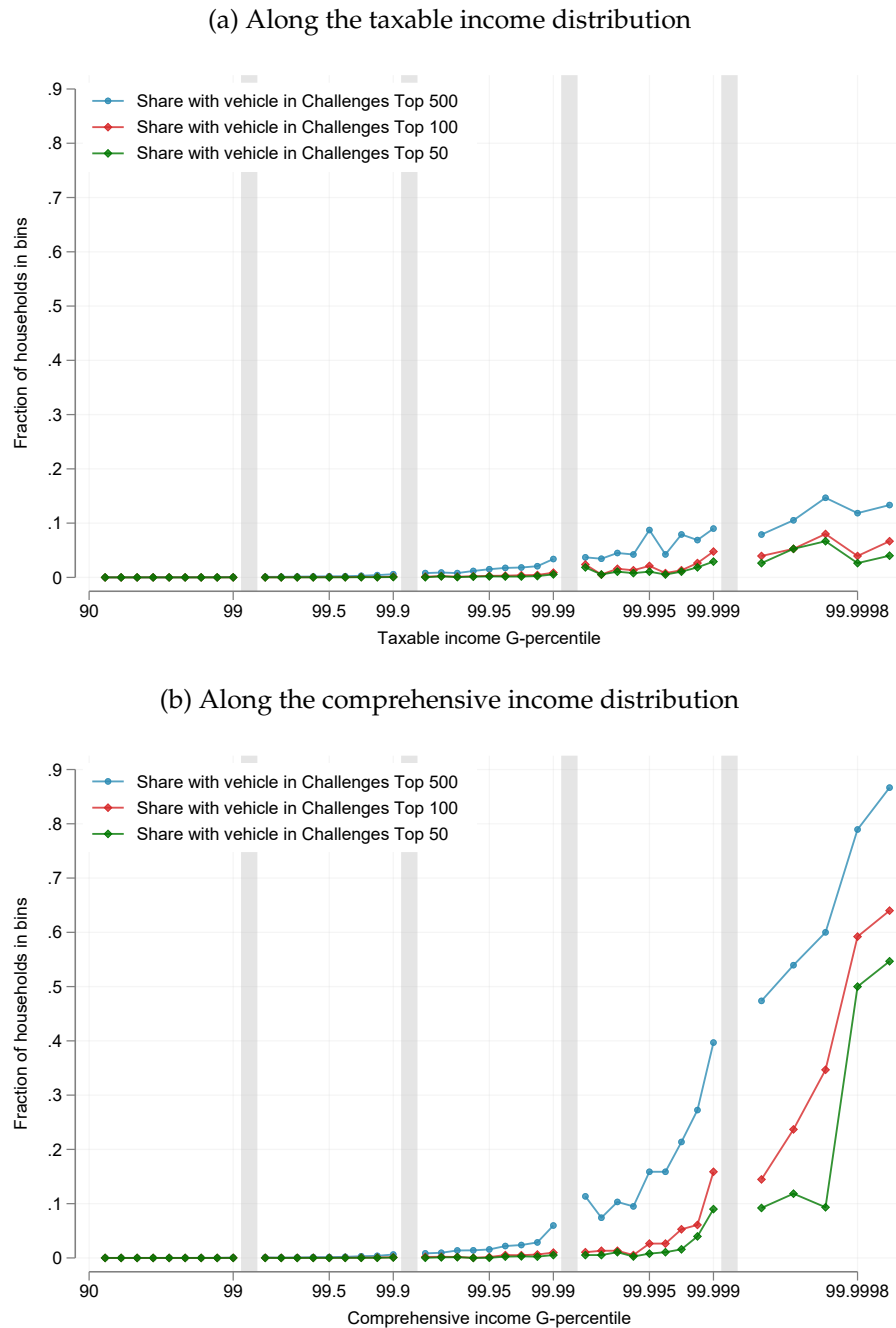 (a) Along the taxable income distribution
Share with vehicle in Challenges Top 500
Share with vehicle in Challenges Top 100
Share with vehicle in Challenges Top 50
Fraction of households in bins
.9
.8
.7
.6
.5
.4
.3
.2
.1
0
90 99 99.5 99.9 99.95 99.99 99.995 99.999 99.9998
Taxable income G-percentile
(b) Along the comprehensive income distribution
Share with vehicle in Challenges Top 500
Share with vehicle in Challenges Top 100
Share with vehicle in Challenges Top 50
Fraction of households in bins
.9
.8
.7
.6
.5
.4
.3
.2
.1
0
90 99 99.5 99.9 99.95 99.99 99.995 99.999 99.9998
Comprehensive income G-percentile